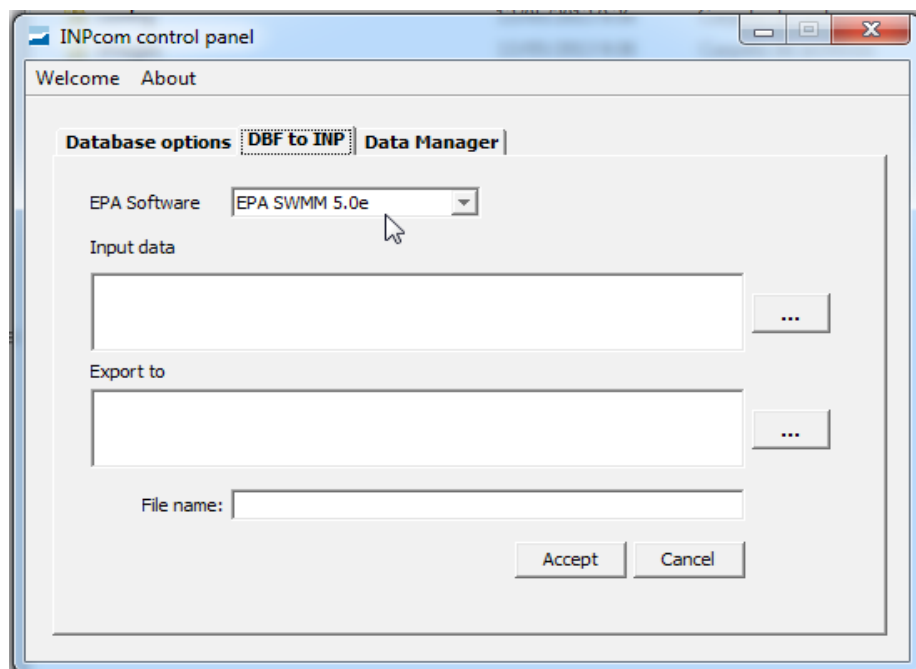 INPcom control panel
Welcome About
Database options DBF to INP Data Manager
EPA Software EPA SWMM 5.0e
Input data
...
Export to
...
File name:
Accept Cancel